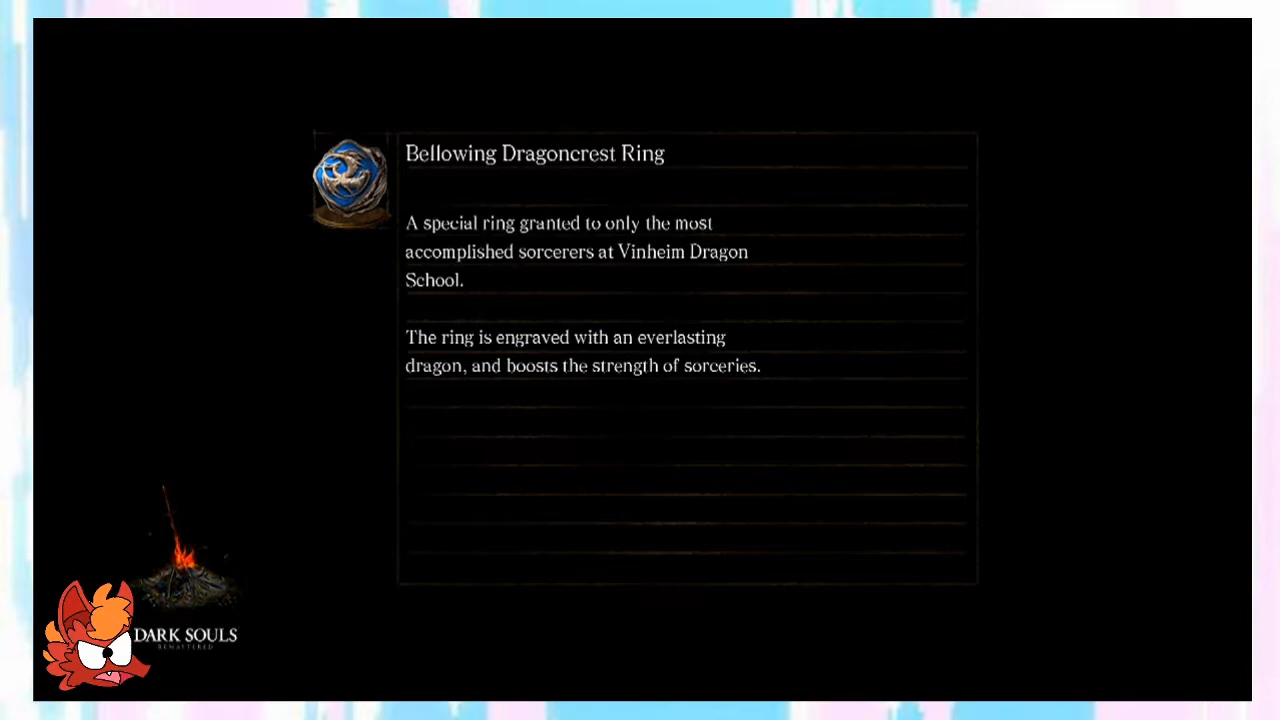 Bellowing Dragoncrest Ring
A special ring granted to only the most
accomplished sorcerers at Vinheim Dragon
School.
The ring is engraved with an everlasting
dragon, and boosts the strength of sorceries.
DARK SOULS
REMASTERED